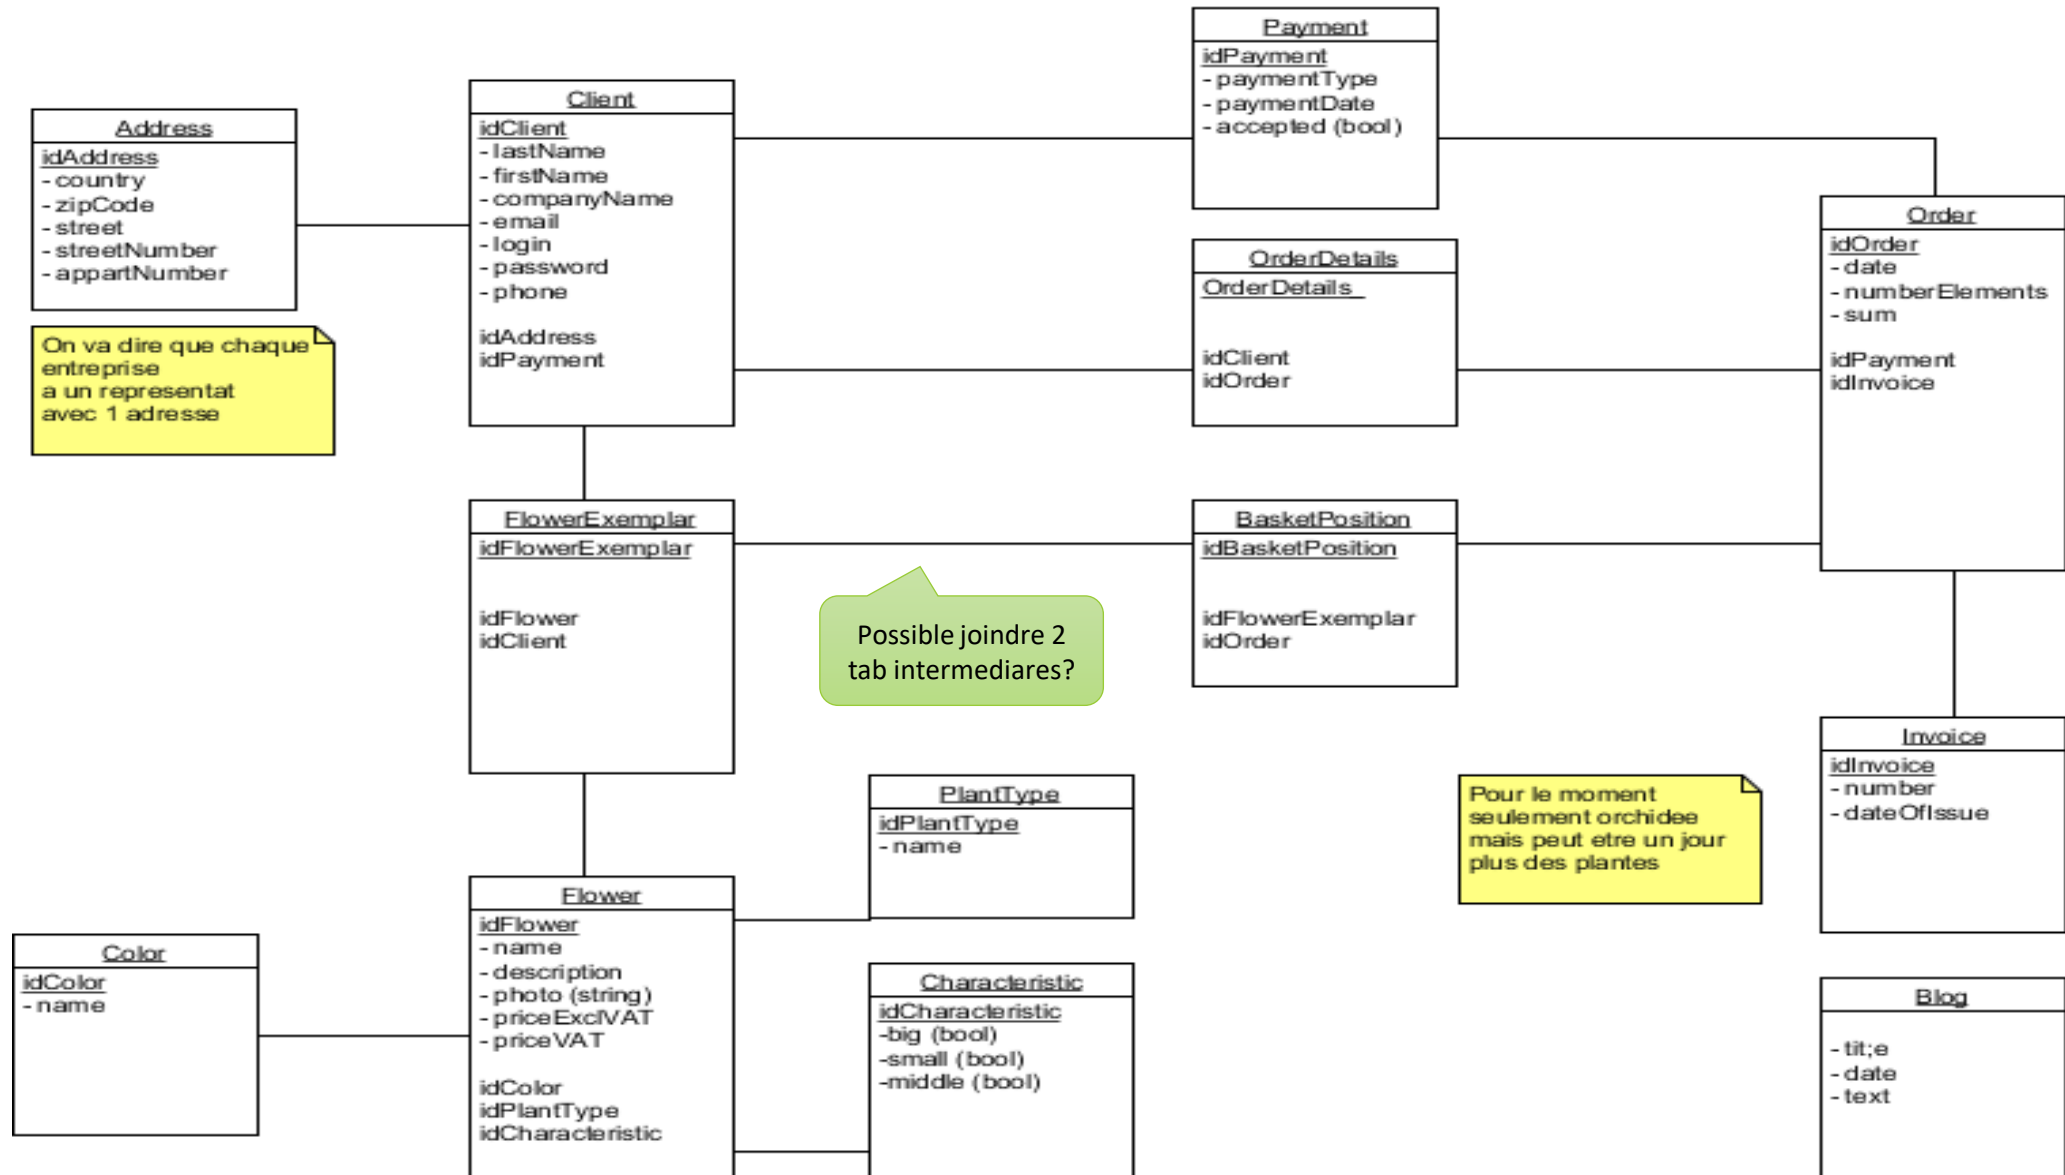 Payment
idPayment
- paymentType
- paymentDate
- accepted (bool)
Client
idClient
- lastName
- firstName
- companyName
- email
- login
- password
- phone
idAddress
idPayment
Address
idAddress
- country
- zipCode
- street
- streetNumber
- appartNumber
On va dire que chaque
entreprise
a un representat
avec 1 adresse
OrderDetails
OrderDetails_
idClient
idOrder
Order
idOrder
- date
- numberElements
- sum
idPayment
idInvoice
FlowerExemplar
idFlowerExemplar
idFlower
idClient
Possible joindre 2
tab intermediares?
BasketPosition
idBasketPosition
idFlowerExemplar
idOrder
Invoice
idInvoice
- number
- dateOfIssue
PlantType
idPlantType
- name
Pour le moment
seulement orchidee
mais peut etre un jour
plus des plantes
Flower
idFlower
- name
- description
- photo (string)
- priceExclVAT
- priceVAT
idColor
idPlantType
idCharacteristic
Color
idColor
- name
Characteristic
idCharacteristic
-big (bool)
-small (bool)
-middle (bool)
Blog
- tit;e
- date
- text